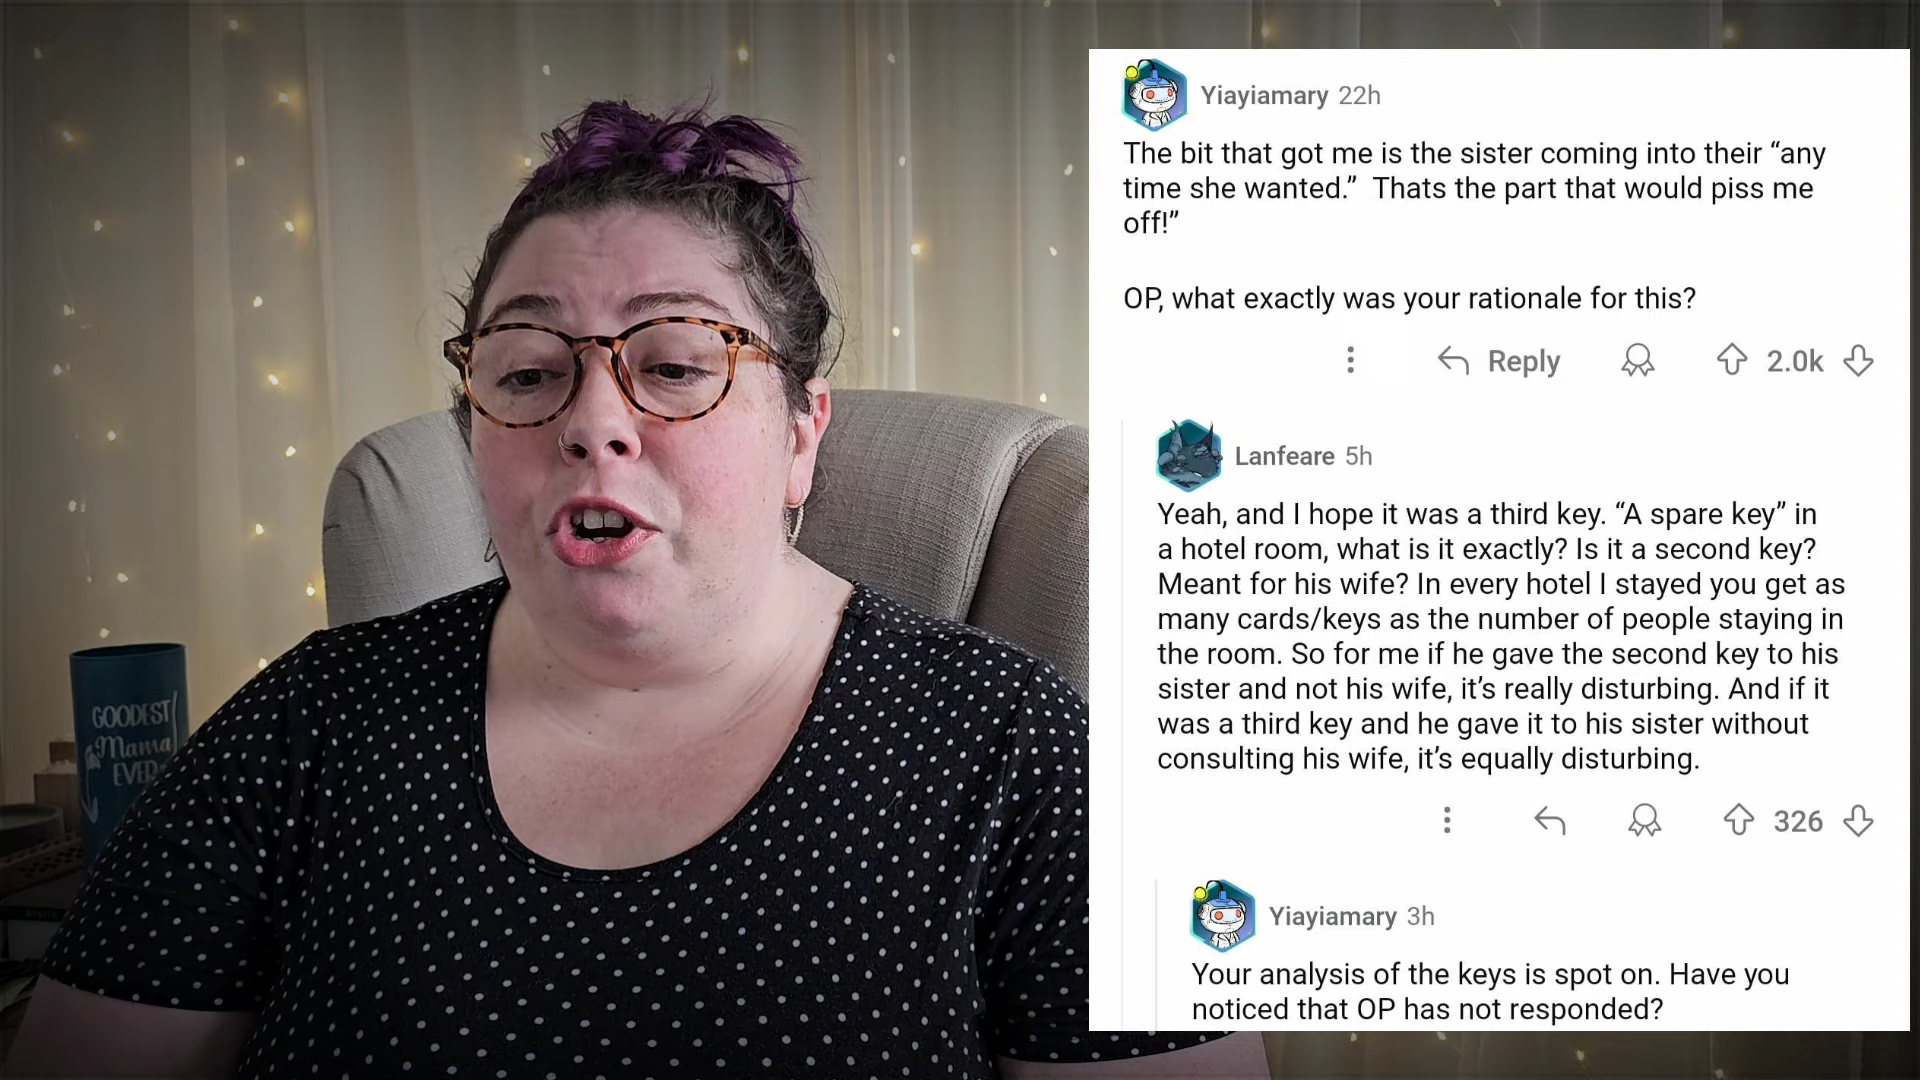 Yiayiamary 22h
The bit that got me is the sister coming into their “any
time she wanted.”  Thats the part that would piss me
off!”
OP, what exactly was your rationale for this?
Reply 2.0k
Lanfeare 5h
Yeah, and I hope it was a third key. “A spare key” in
a hotel room, what is it exactly? Is it a second key?
Meant for his wife? In every hotel I stayed you get as
many cards/keys as the number of people staying in
the room. So for me if he gave the second key to his
sister and not his wife, it’s really disturbing. And if it
was a third key and he gave it to his sister without
consulting his wife, it’s equally disturbing.
326
Yiayiamary 3h
Your analysis of the keys is spot on. Have you
noticed that OP has not responded?
GOODEST
Mama
EVER